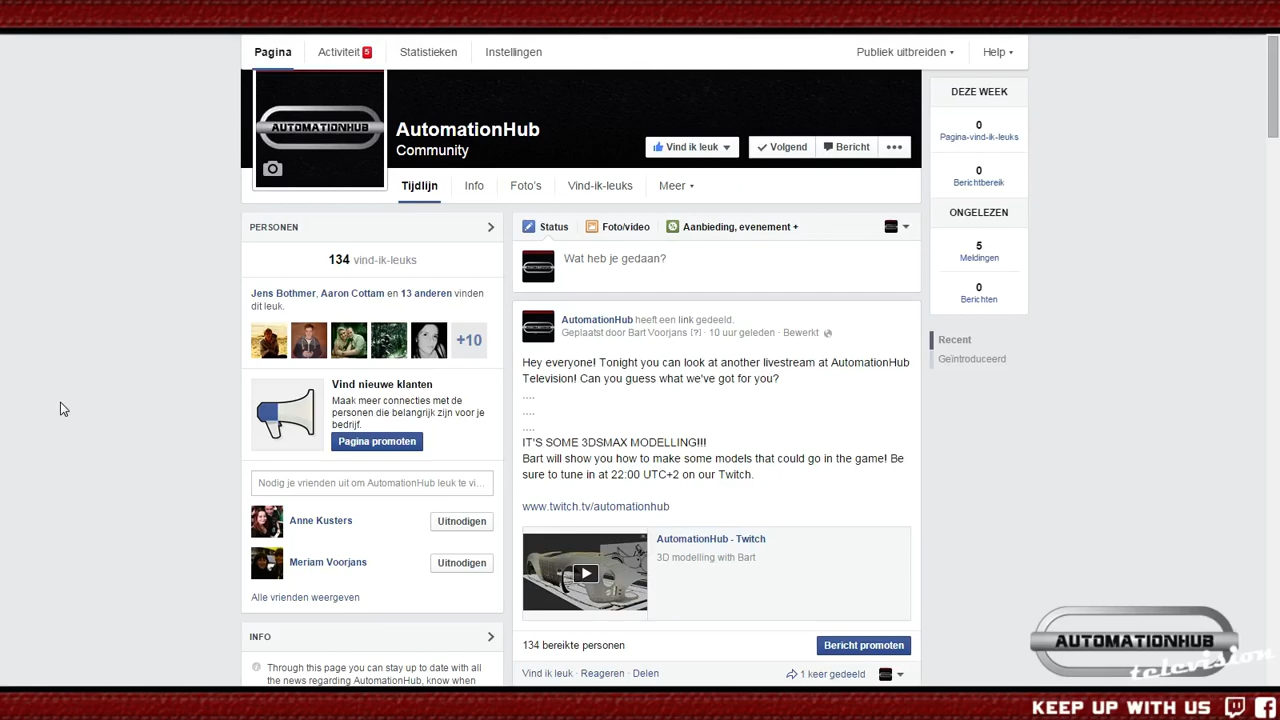 Pagina Activiteit 5 Statistieken Instellingen Publiek uitbreiden Help
AUTOMATIONHUB
AutomationHub
Community
Vind ik leuk Volgend Bericht •••
Tijdlijn Info Foto's Vind-ik-leuks Meer
PERSONEN
134 vind-ik-leuks
Jens Bothmer, Aaron Cottam en 13 anderen vinden
dit leuk.
+10
Vind nieuwe klanten
Maak meer connecties met de
personen die belangrijk zijn voor je
bedrijf.
Pagina promoten
Nodig je vrienden uit om AutomationHub leuk te vi...
Anne Kusters Uitnodigen
Meriam Voorjans Uitnodigen
Alle vrienden weergeven
INFO
Through this page you can stay up to date with all
the news regarding AutomationHub, know when
Status Foto/video Aanbieding, evenement +
Wat heb je gedaan?
AutomationHub heeft een link gedeeld.
Geplaatst door Bart Voorjans [?] · 10 uur geleden · Bewerkt
Hey everyone! Tonight you can look at another livestream at AutomationHub
Television! Can you guess what we've got for you?
....
....
....
IT'S SOME 3DSMAX MODELLING!!!
Bart will show you how to make some models that could go in the game! Be
sure to tune in at 22:00 UTC+2 on our Twitch.
www.twitch.tv/automationhub
AutomationHub - Twitch
3D modelling with Bart
134 bereikte personen Bericht promoten
Vind ik leuk · Reageren · Delen 1 keer gedeeld
DEZE WEEK
0
Pagina-vind-ik-leuks
0
Berichtbereik
ONGELEZEN
5
Meldingen
0
Berichten
Recent
Geïntroduceerd
AUTOMATIONHUB
television
KEEP UP WITH US